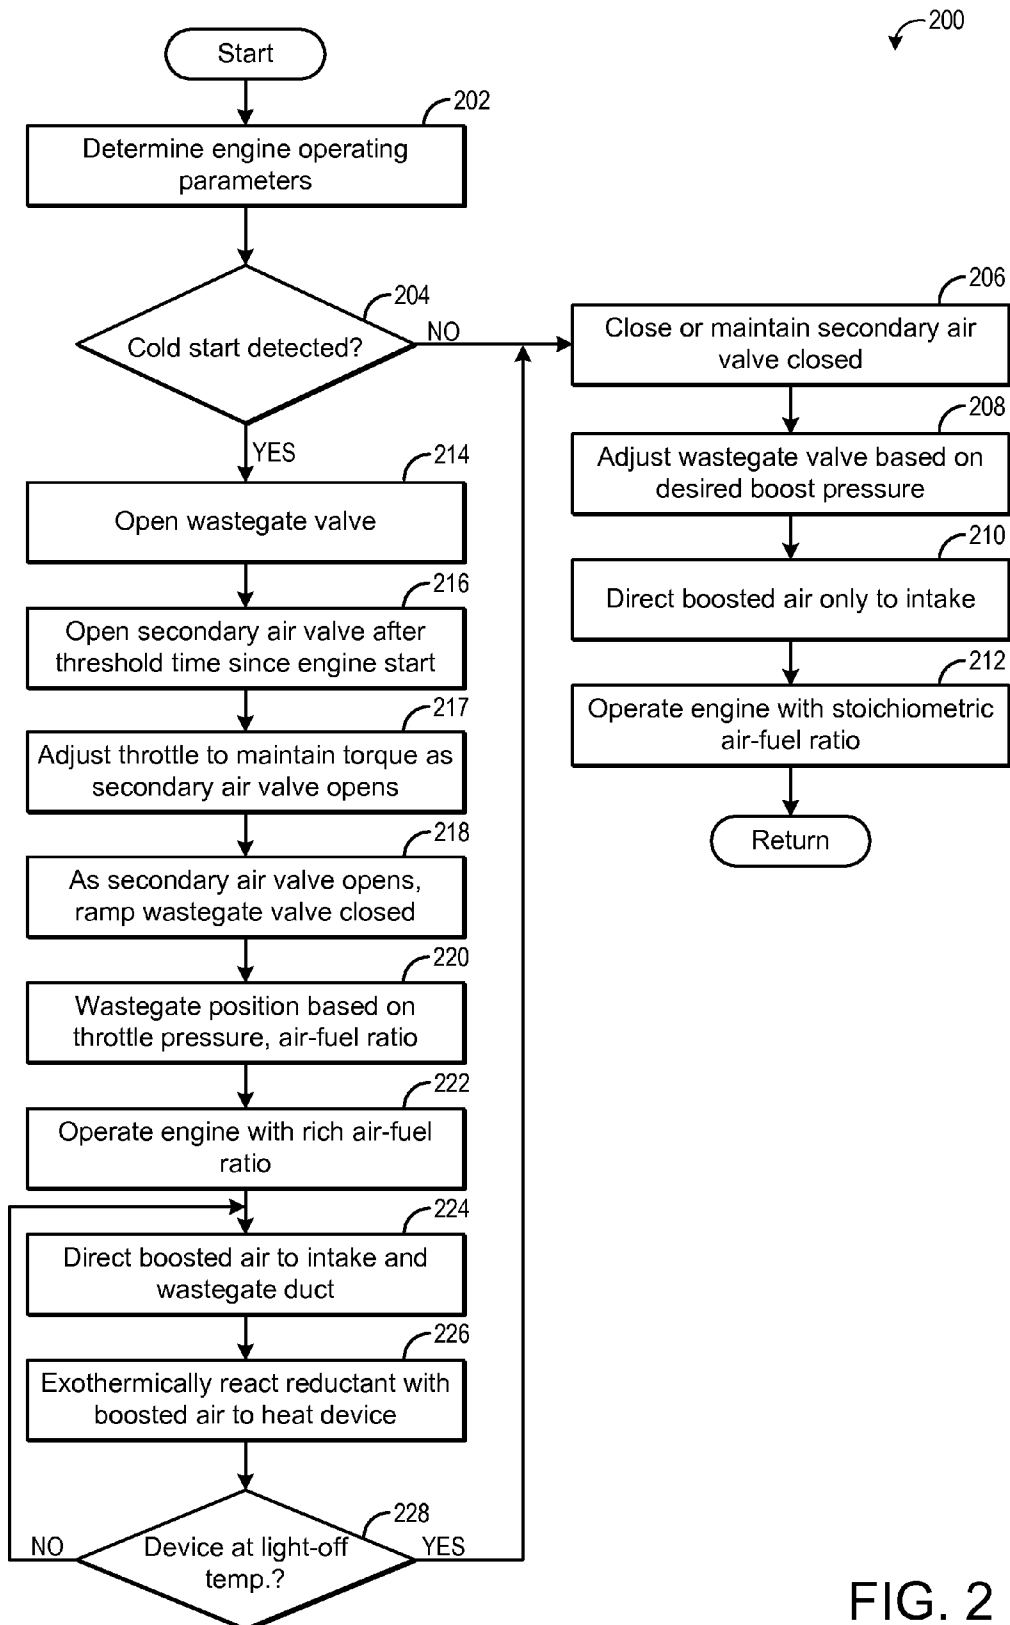 200
Start
202
Determine engine operating
parameters
204
Cold start detected?
NO
YES
206
Close or maintain secondary air
valve closed
208
Adjust wastegate valve based on
desired boost pressure
210
Direct boosted air only to intake
212
Operate engine with stoichiometric
air-fuel ratio
Return
214
Open wastegate valve
216
Open secondary air valve after
threshold time since engine start
217
Adjust throttle to maintain torque as
secondary air valve opens
218
As secondary air valve opens,
ramp wastegate valve closed
220
Wastegate position based on
throttle pressure, air-fuel ratio
222
Operate engine with rich air-fuel
ratio
224
Direct boosted air to intake and
wastegate duct
226
Exothermically react reductant with
boosted air to heat device
228
Device at light-off
temp.?
NO
YES
FIG. 2